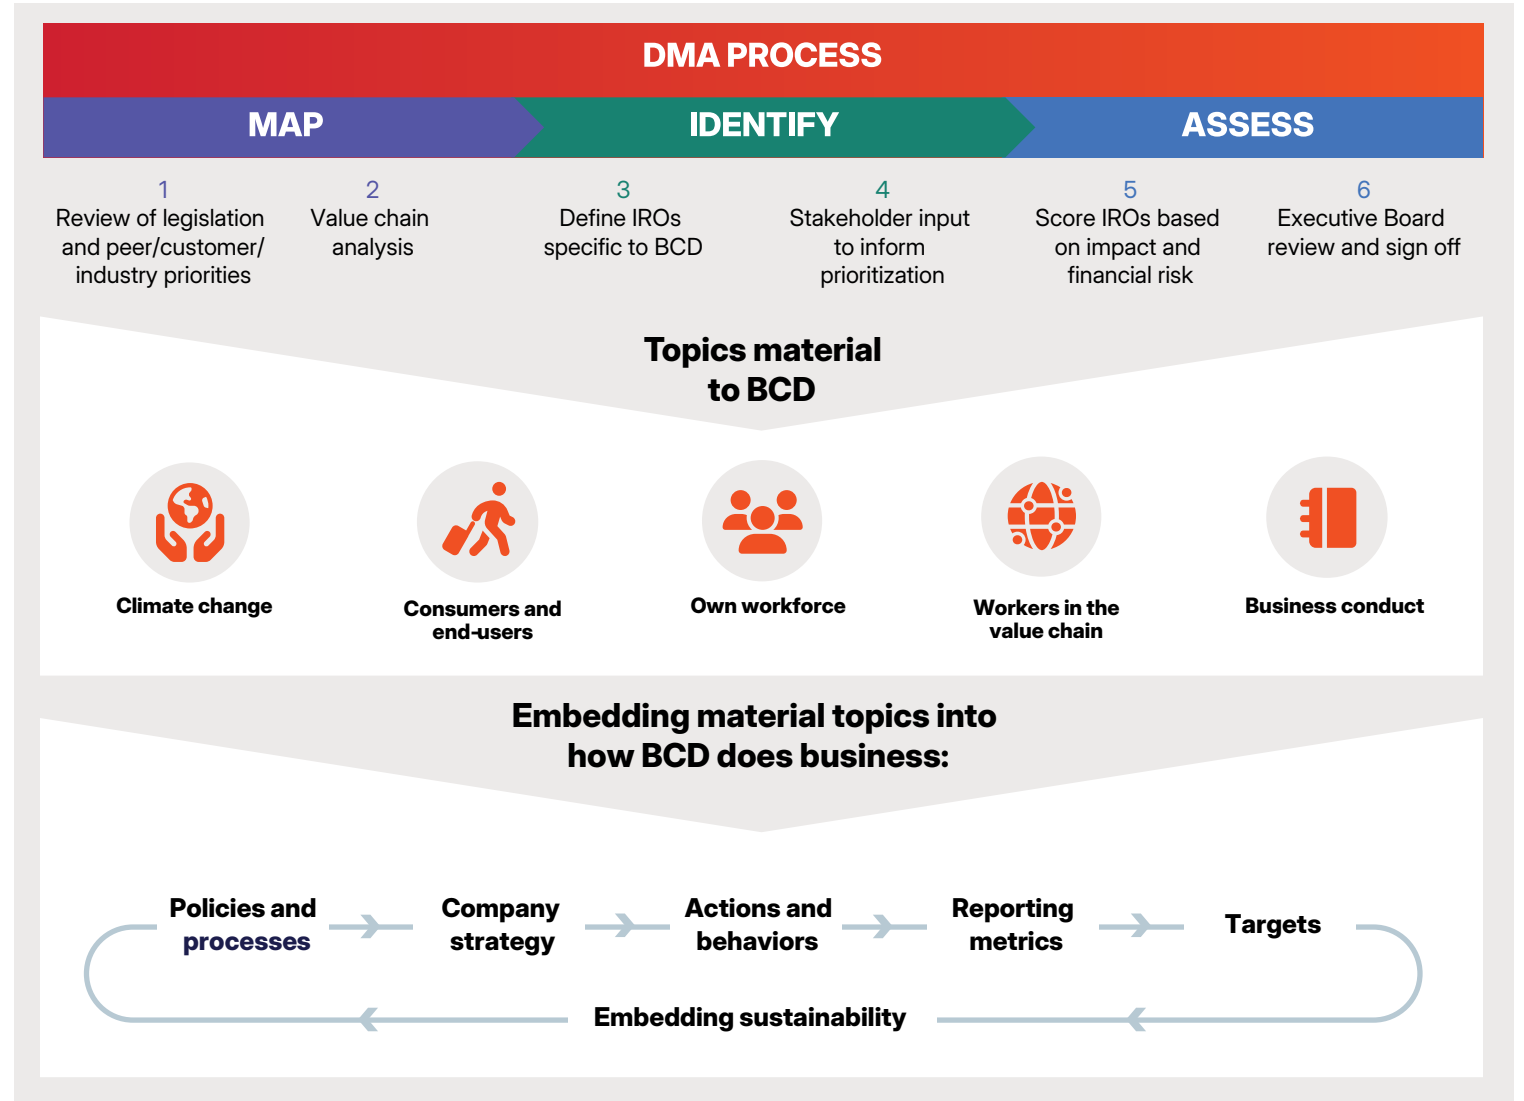 DMA PROCESS
MAP
IDENTIFY
ASSESS
1
Review of legislation
and peer/customer/
industry priorities
2
Value chain
analysis
3
Define IROs
specific to BCD
4
Stakeholder input
to inform
prioritization
5
Score IROs based
on impact and
financial risk
6
Executive Board
review and sign off
Topics material
to BCD
Climate change
Consumers and
end-users
Own workforce
Workers in the
value chain
Business conduct
Embedding material topics into
how BCD does business:
Policies and
processes
Company
strategy
Actions and
behaviors
Reporting
metrics
Targets
Embedding sustainability